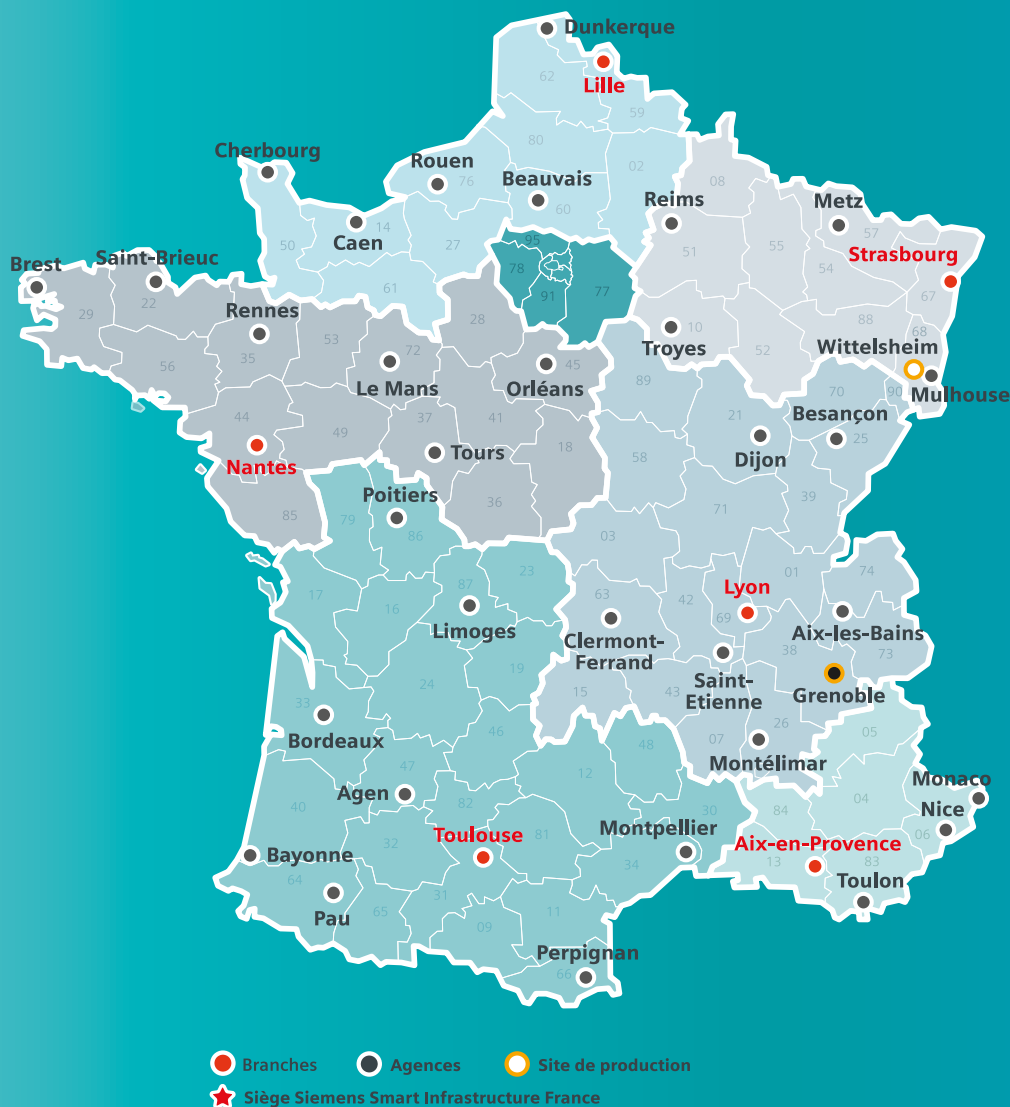 Dunkerque
62
Lille
59
80
Cherbourg
02
Rouen
76
08
Beauvais
60
Reims
Metz
14
50
Caen
27
95
57
Strasbourg
51
55
54
78
Brest
Saint-Brieuc
91
77
67
61
22
29
Rennes
28
10
88
68
53
35
72
Troyes
52
Wittelsheim
56
Le Mans
45
Orléans
89
70
90
Mulhouse
44
37
41
21
Besançon
49
18
25
Tours
58
Dijon
Nantes
39
Poitiers
36
85
79
71
86
03
23
01
74
87
17
16
63
42
Lyon
69
Limoges
Clermont-
Ferrand
Aix-les-Bains
38
73
19
24
15
43
Saint-
Etienne
Grenoble
33
46
26
05
Bordeaux
48
07
Montélimar
47
12
Monaco
Agen
82
Nice
40
30
84
04
Toulouse
81
Montpellier
Aix-en-Provence
06
32
Bayonne
34
13
83
64
Toulon
31
Pau
65
09
11
Perpignan
66
Branches
Agences
Site de production
Siège Siemens Smart Infrastructure France